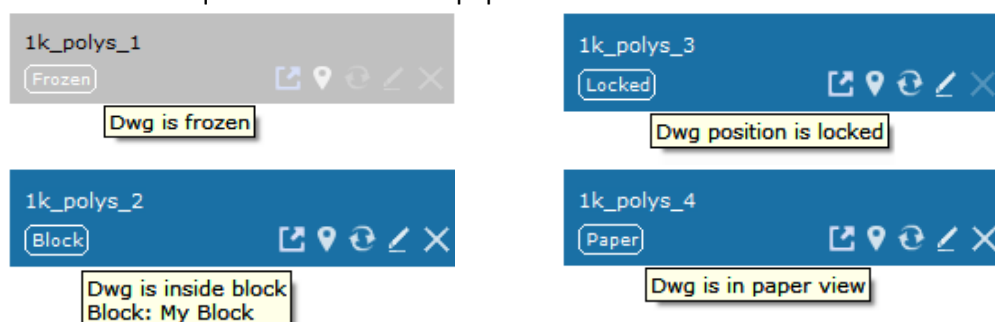 1k_polys_1
Frozen
Dwg is frozen
1k_polys_3
Locked
Dwg position is locked
1k_polys_2
Block
Dwg is inside block
Block: My Block
1k_polys_4
Paper
Dwg is in paper view